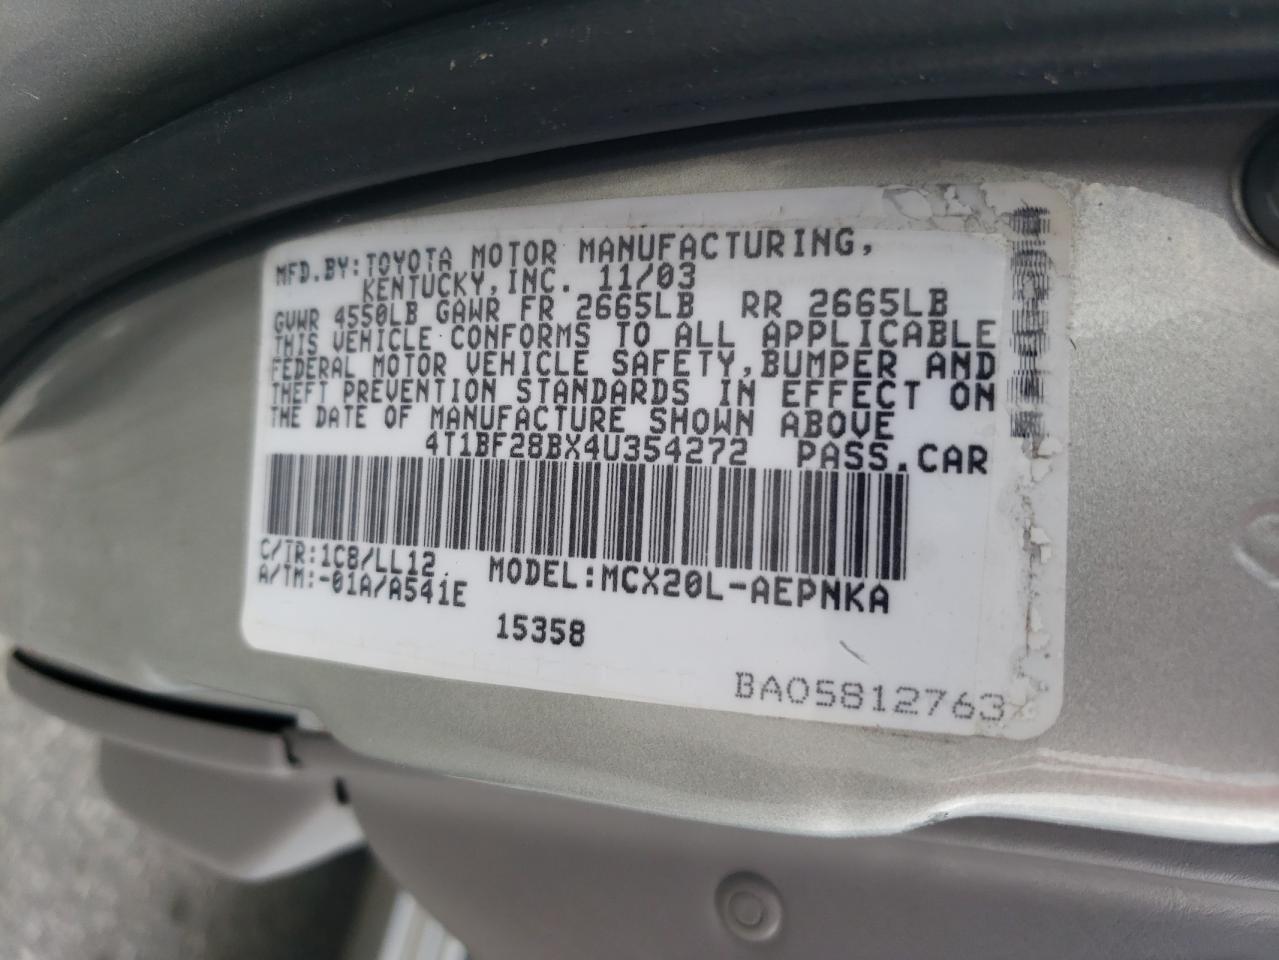 MFD.BY:TOYOTA MOTOR MANUFACTURING,
KENTUCKY,INC. 11/03
GVWR 4550LB GAWR FR 2665LB RR 2665LB
THIS VEHICLE CONFORMS TO ALL APPLICABLE
FEDERAL MOTOR VEHICLE SAFETY,BUMPER AND
THEFT PREVENTION STANDARDS IN EFFECT ON
THE DATE OF MANUFACTURE SHOWN ABOVE
4T1BF28BX4U354272 PASS.CAR
C/TR:1C8/LL12
A/TM:-01A/A541E
MODEL:MCX20L-AEPNKA
15358
BA05812763